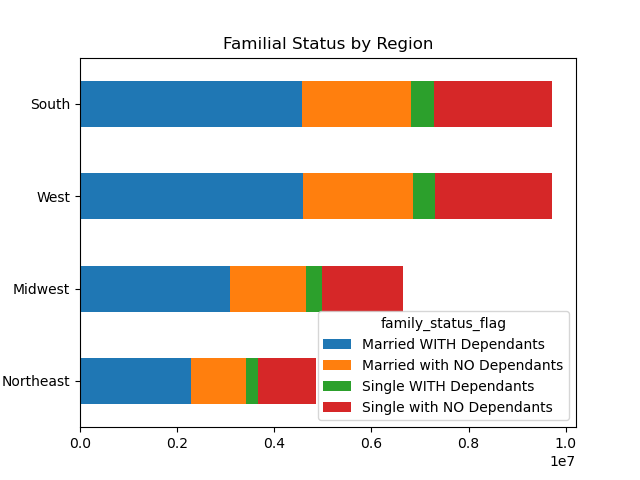 Familial Status by Region
South
West
Midwest
Northeast
family_status_flag
Married WITH Dependants
Married with NO Dependants
Single WITH Dependants
Single with NO Dependants
0.0 0.2 0.4 0.6 0.8 1.0
1e7